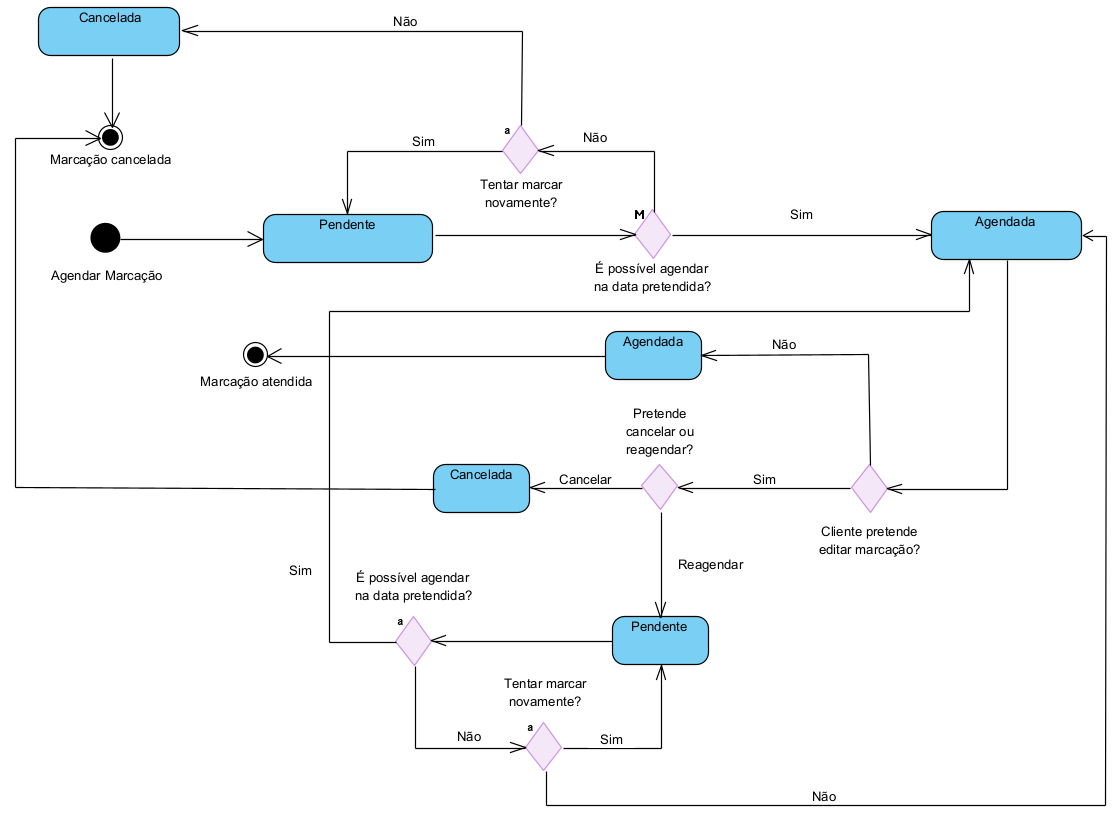 Cancelada
Não
a
Marcação cancelada
Sim
Não
Tentar marcar
novamente?
Pendente
M
Sim
Agendada
Agendar Marcação
É possível agendar
na data pretendida?
Agendada
Não
Marcação atendida
Pretende
cancelar ou
reagendar?
Cancelada
Cancelar
Sim
Cliente pretende
editar marcação?
Sim
Reagendar
É possível agendar
na data pretendida?
a
Pendente
Tentar marcar
novamente?
a
Não
Sim
Não